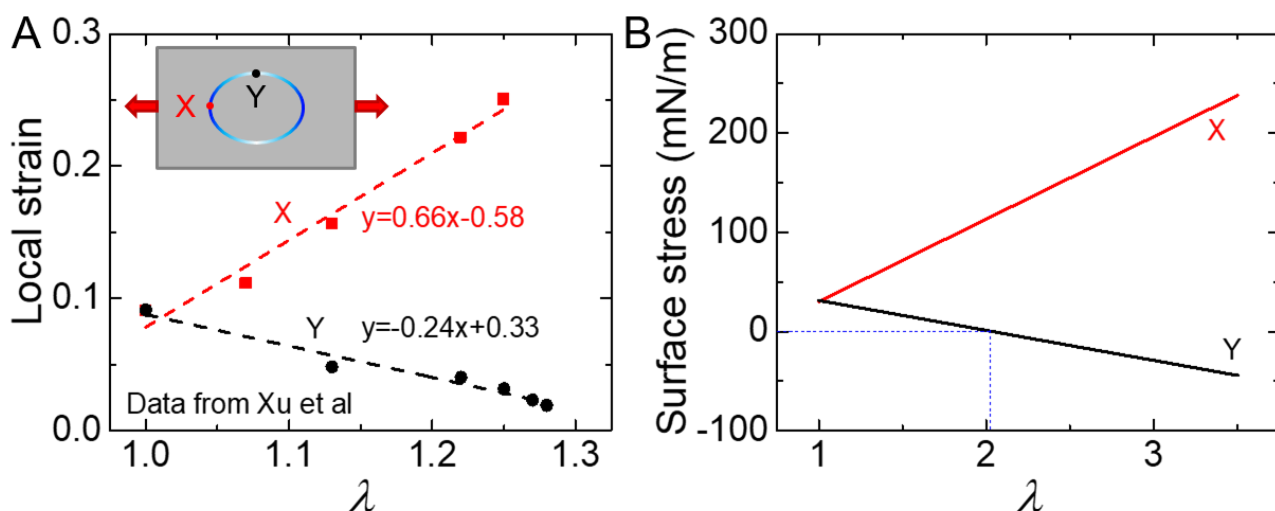 A
Local strain
0.3
0.2
0.1
0.0
X
Y
X
y=0.66x-0.58
Y
y=-0.24x+0.33
Data from Xu et al
1.0 1.1 1.2 1.3
λ
B
Surface stress (mN/m)
300
200
100
0
-100
X
Y
1 2 3
λ